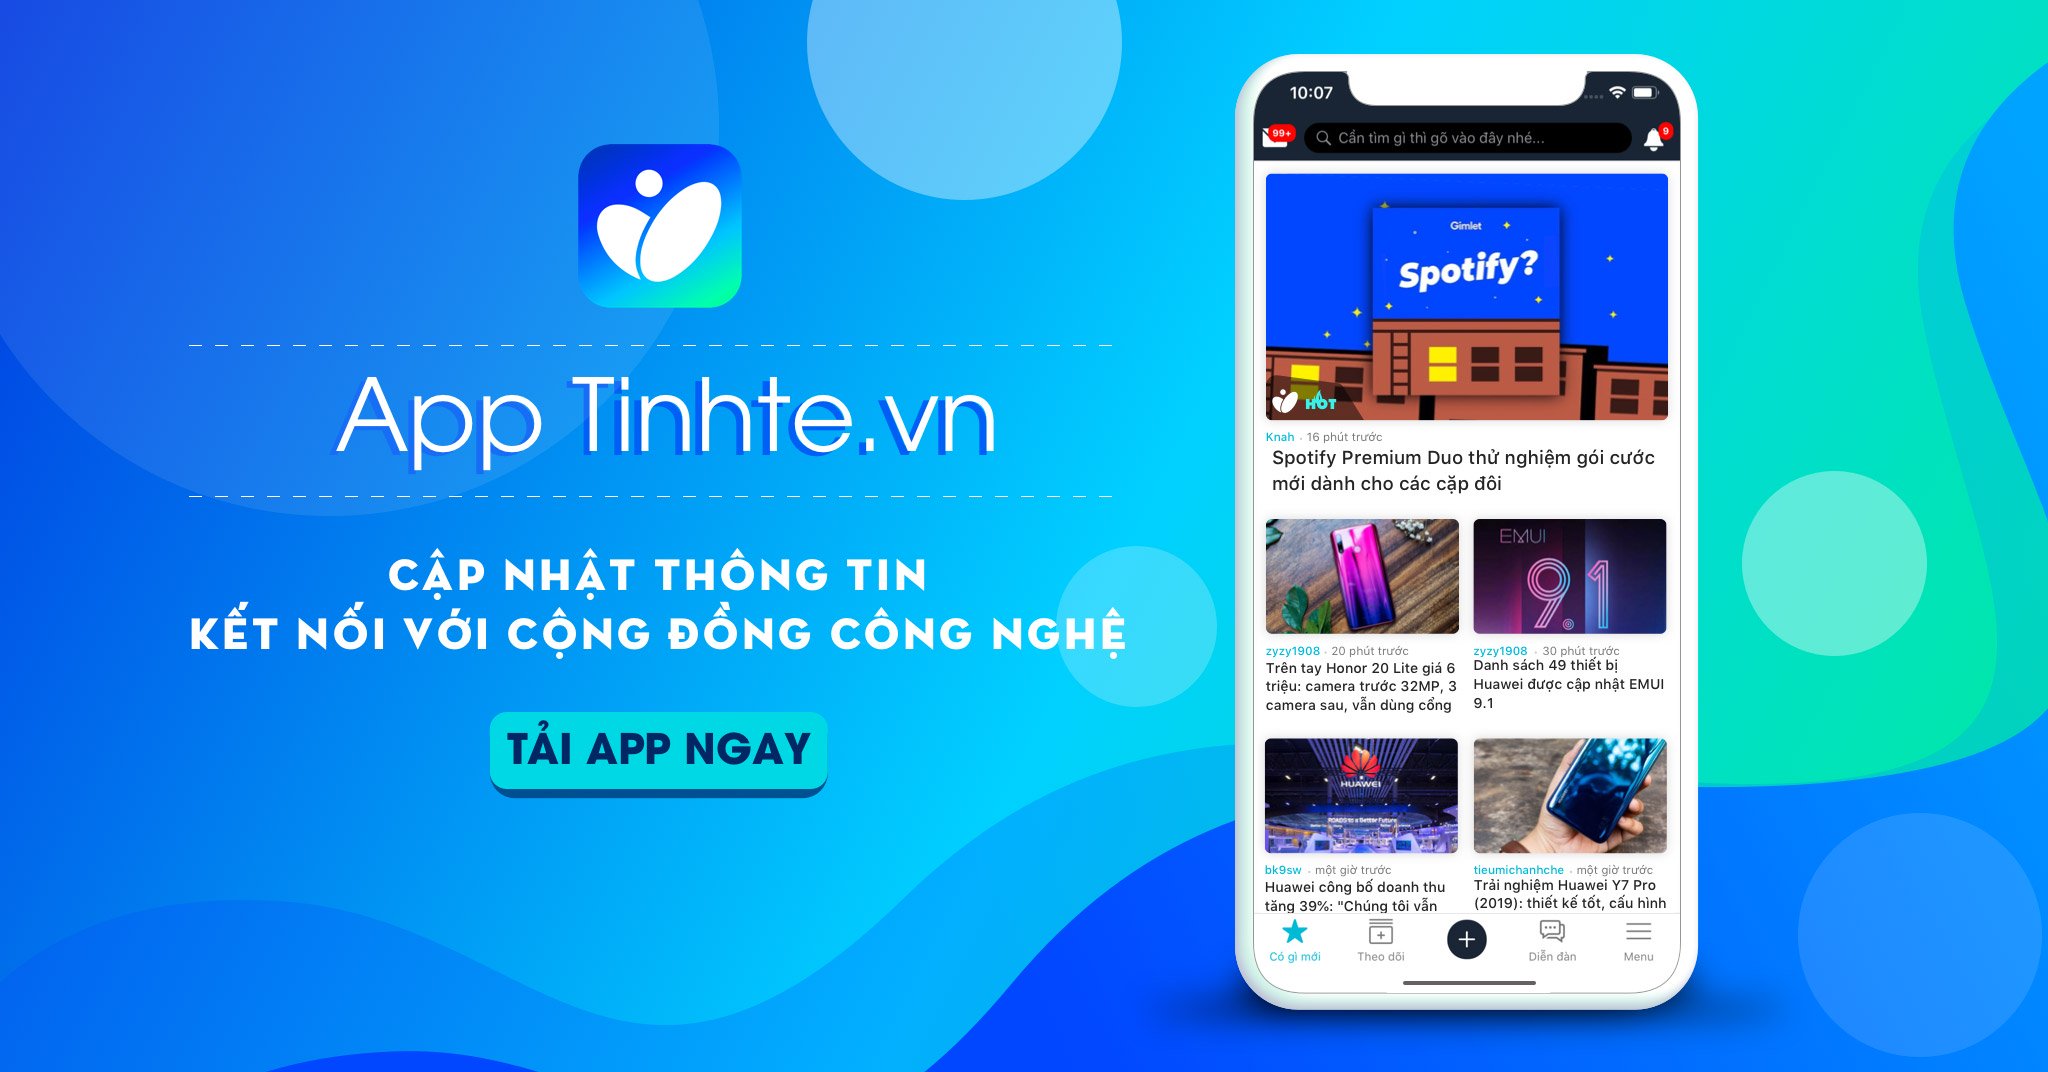 App Tinhte.vn
CẬP NHẬT THÔNG TIN
KẾT NỐI VỚI CỘNG ĐỒNG CÔNG NGHỆ
TẢI APP NGAY
10:07
99+
Cần tìm gì thì gõ vào đây nhé...
9
Gimlet
Spotify?
HOT
Knah . 16 phút trước
Spotify Premium Duo thử nghiệm gói cước
mới dành cho các cặp đôi
EMUI
9.1
zyzy1908 . 20 phút trước
Trên tay Honor 20 Lite giá 6
triệu: camera trước 32MP, 3
camera sau, vẫn dùng cổng
zyzy1908 . 30 phút trước
Danh sách 49 thiết bị
Huawei được cập nhật EMUI
9.1
HUAWEI
ROADS to a Better Future
bk9sw . một giờ trước
Huawei công bố doanh thu
tăng 39%: "Chúng tôi vẫn
tieumichanhche . một giờ trước
Trải nghiệm Huawei Y7 Pro
(2019): thiết kế tốt, cấu hình
Có gì mới
Theo dõi
Diễn đàn
Menu